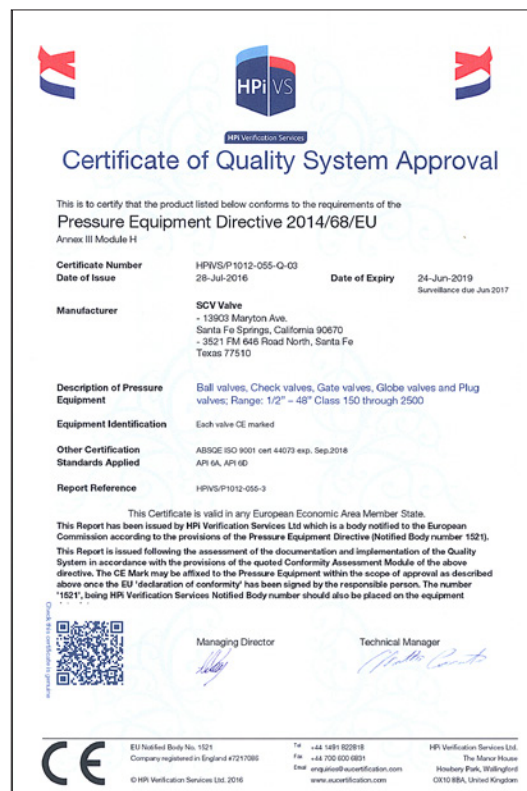 HPi VS
HPi Verification Services
Certificate of Quality System Approval
This is to certify that the product listed below conforms to the requirements of the
Pressure Equipment Directive 2014/68/EU
Annex III Module H
Certificate Number HPiVS/P1012-055-Q-03
Date of Issue 28-Jul-2016 Date of Expiry 24-Jun-2019
Surveillance due Jun 2017
Manufacturer SCV Valve
- 13903 Maryton Ave.
Santa Fe Springs, California 90670
- 3521 FM 646 Road North, Santa Fe
Texas 77510
Description of Pressure Ball valves, Check valves, Gate valves, Globe valves and Plug
Equipment valves; Range: 1/2" – 48" Class 150 through 2500
Equipment Identification Each valve CE marked
Other Certification ABSQE ISO 9001 cert 44073 exp. Sep.2018
Standards Applied API 6A, API 6D
Report Reference HPiVS/P1012-055-3
This Certificate is valid in any European Economic Area Member State.
This Report has been issued by HPi Verification Services Ltd which is a body notified to the European
Commission according to the provisions of the Pressure Equipment Directive (Notified Body number 1521).
This Report is issued following the assessment of the documentation and implementation of the Quality
System in accordance with the provisions of the quoted Conformity Assessment Module of the above
directive. The CE Mark may be affixed to the Pressure Equipment within the scope of approval as described
above once the EU 'declaration of conformity' has been signed by the responsible person. The number
'1521', being HPi Verification Services Notified Body number should also be placed on the equipment
Check this certificate is genuine
Managing Director Technical Manager
CE
EU Notified Body No. 1521 Tel +44 1491 822818 HPi Verification Services Ltd.
Company registered in England #7217086 Fax +44 700 600 6831 The Manor House
Email enquiries@eucertification.com Howbery Park, Wallingford
© HPi Verification Services Ltd. 2016 www.eucertification.com OX10 8BA, United Kingdom